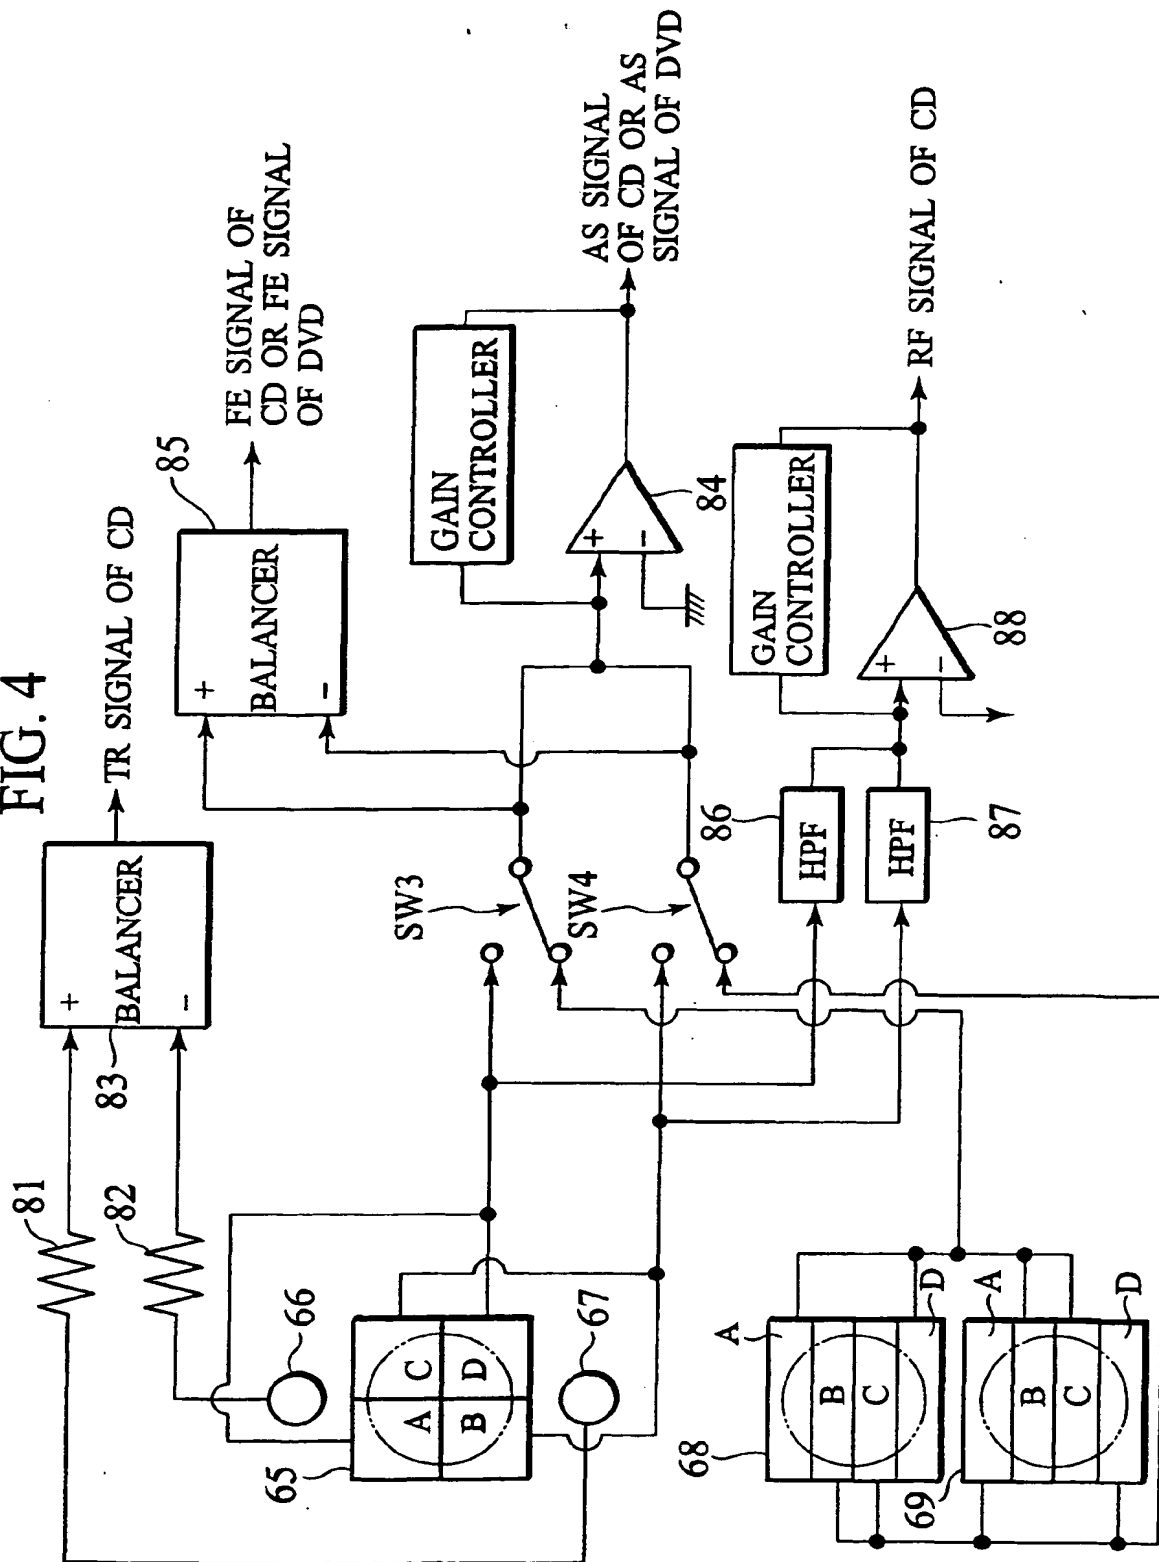 FIG. 4
81
82
83
+
BALANCER
−
TR SIGNAL OF CD
85
+
BALANCER
−
FE SIGNAL OF
CD OR FE SIGNAL
OF DVD
66
65
A
C
B
D
67
SW3
SW4
GAIN
CONTROLLER
+
−
84
AS SIGNAL
OF CD OR AS
SIGNAL OF DVD
86
HPF
HPF
87
GAIN
CONTROLLER
+
−
88
RF SIGNAL OF CD
68
A
B
C
D
69
A
B
C
D